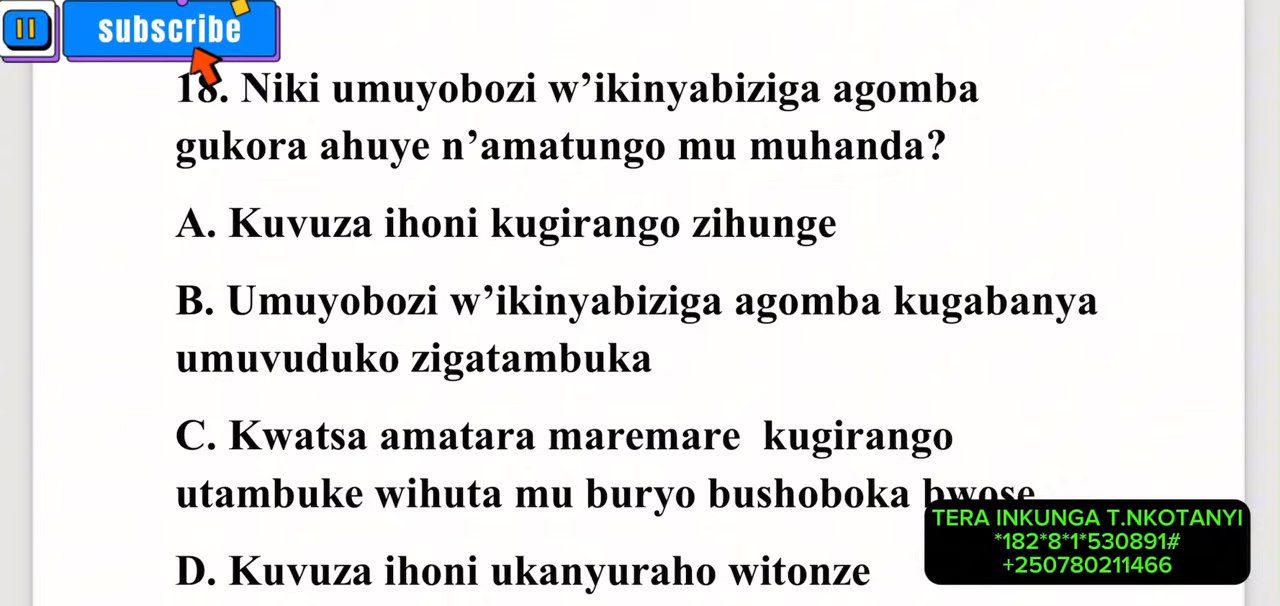 subscribe
18. Niki umuyobozi w’ikinyabiziga agomba
gukora ahuye n’amatungo mu muhanda?
A. Kuvuza ihoni kugirango zihunge
B. Umuyobozi w’ikinyabiziga agomba kugabanya
umuvuduko zigatambuka
C. Kwatsa amatara maremare kugirango
utambuke wihuta mu buryo bushoboka bwose
D. Kuvuza ihoni ukanyuraho witonze
TERA INKUNGA T.NKOTANYI
*182*8*1*530891#
+250780211466